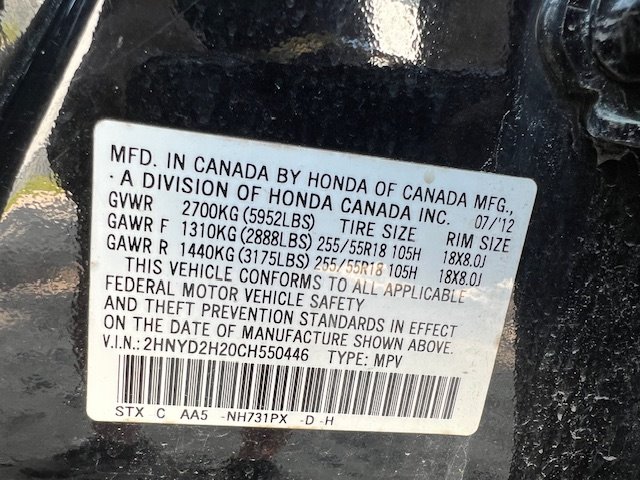 MFD. IN CANADA BY HONDA OF CANADA MFG.,
· A DIVISION OF HONDA CANADA INC. 07/'12
GVWR 2700KG (5952LBS) TIRE SIZE RIM SIZE
GAWR F 1310KG (2888LBS) 255/55R18 105H 18X8.0J
GAWR R 1440KG (3175LBS) 255/55R18 105H 18X8.0J
THIS VEHICLE CONFORMS TO ALL APPLICABLE
FEDERAL MOTOR VEHICLE SAFETY
AND THEFT PREVENTION STANDARDS IN EFFECT
ON THE DATE OF MANUFACTURE SHOWN ABOVE.
V.I.N.: 2HNYD2H20CH550446 TYPE: MPV
STX C AA5 -NH731PX -D -H